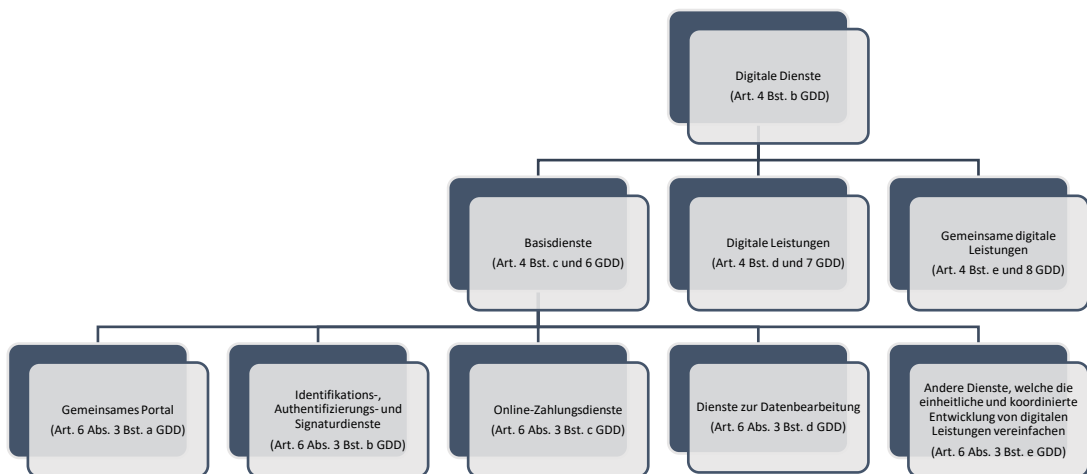 Digitale Dienste
(Art. 4 Bst. b GDD)
Basisdienste
(Art. 4 Bst. c und 6 GDD)
Digitale Leistungen
(Art. 4 Bst. d und 7 GDD)
Gemeinsame digitale
Leistungen
(Art. 4 Bst. e und 8 GDD)
Gemeinsames Portal
(Art. 6 Abs. 3 Bst. a GDD)
Identifikations-,
Authentifizierungs- und
Signaturdienste
(Art. 6 Abs. 3 Bst. b GDD)
Online-Zahlungsdienste
(Art. 6 Abs. 3 Bst. c GDD)
Dienste zur Datenbearbeitung
(Art. 6 Abs. 3 Bst. d GDD)
Andere Dienste, welche die
einheitliche und koordinierte
Entwicklung von digitalen
Leistungen vereinfachen
(Art. 6 Abs. 3 Bst. e GDD)